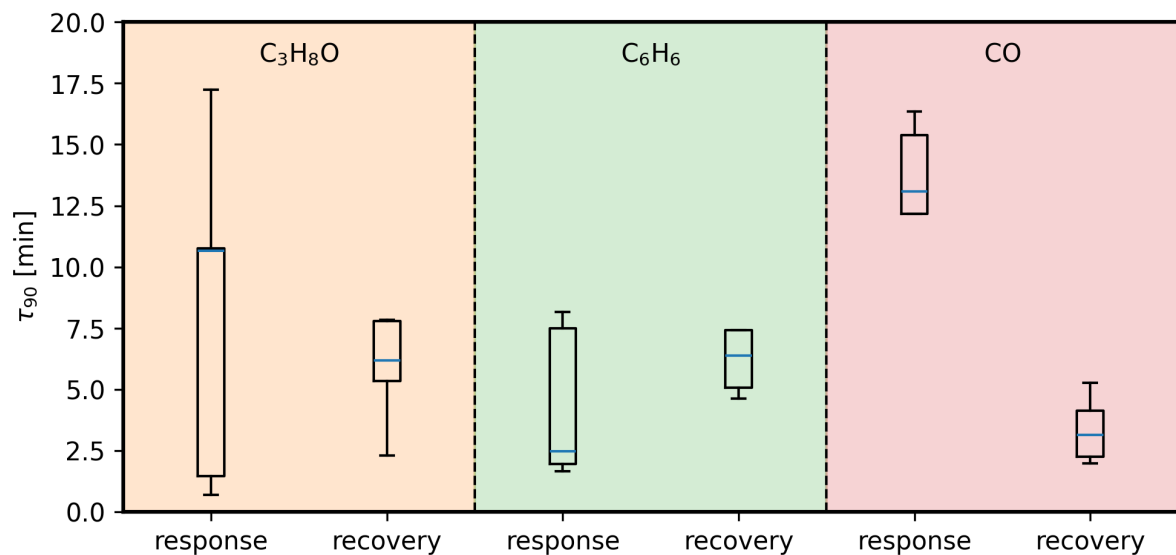 C₃H₈O
C₆H₆
CO
20.0
17.5
15.0
12.5
10.0
7.5
5.0
2.5
0.0
τ₉₀ [min]
response recovery response recovery response recovery